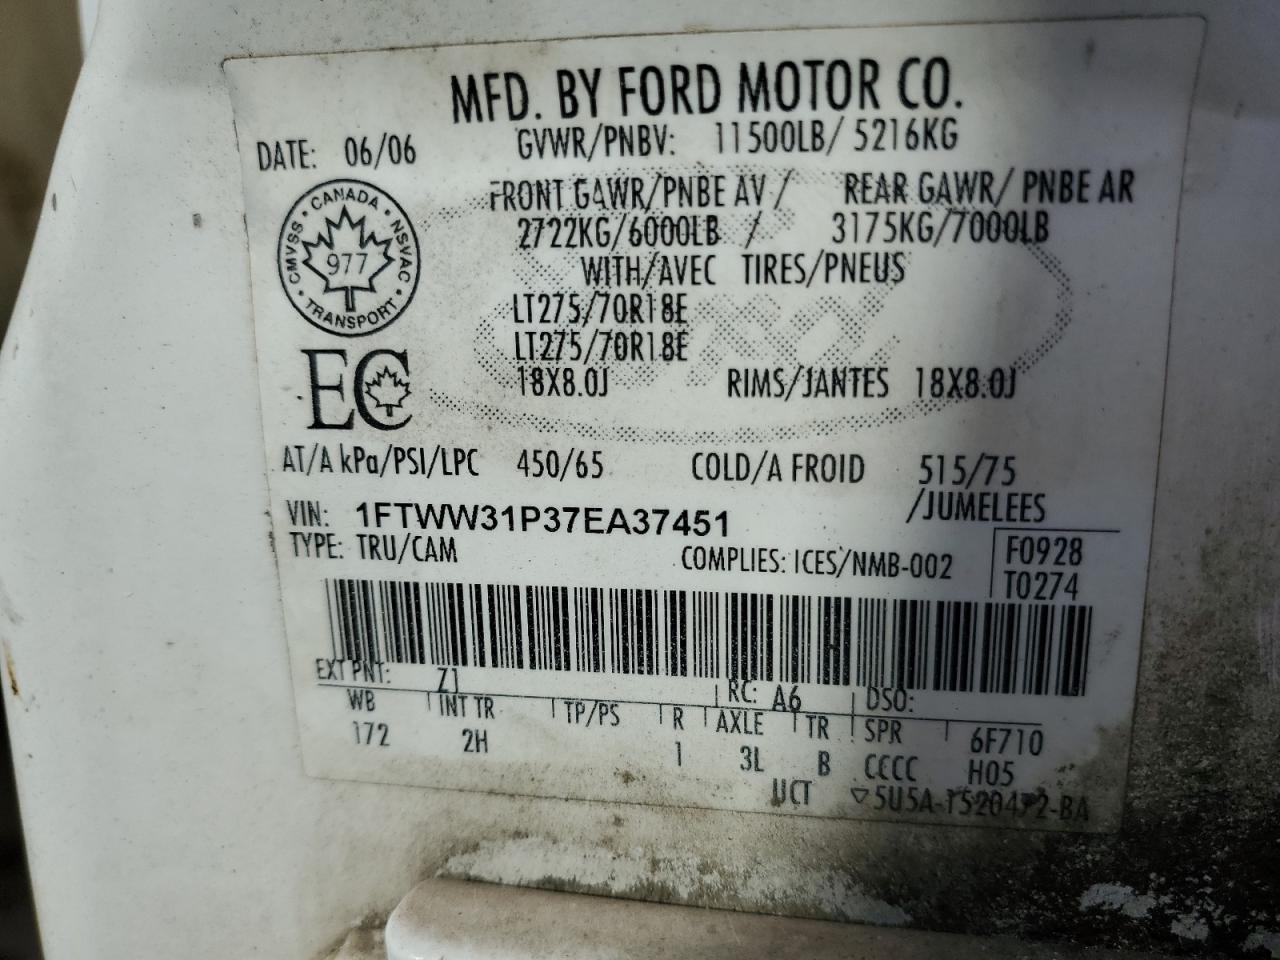 MFD. BY FORD MOTOR CO.
DATE: 06/06 GVWR/PNBV: 11500LB/ 5216KG
FRONT GAWR/PNBE AV / REAR GAWR/ PNBE AR
2722KG/6000LB / 3175KG/7000LB
WITH/AVEC TIRES/PNEUS
CANADA
CMVSS NSVAC
977
TRANSPORT
LT275/70R18E
LT275/70R18E
18X8.0J RIMS/JANTES 18X8.0J
EC
AT/A kPa/PSI/LPC 450/65 COLD/A FROID 515/75
/JUMELEES
VIN: 1FTWW31P37EA37451
TYPE: TRU/CAM COMPLIES: ICES/NMB-002
F0928
T0274
EXT PNT: Z1 RC: A6 DSO:
WB INT TR TP/PS R AXLE TR SPR 6F710
172 2H 1 3L B CCCC H05
UCT ▽5U5A-1520472-BA